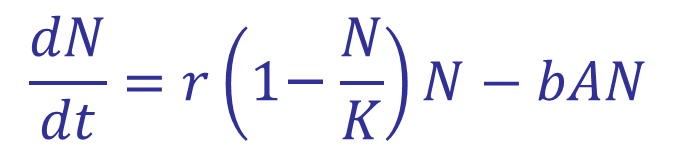 dN/dt = r(1 − N/K)N − bAN